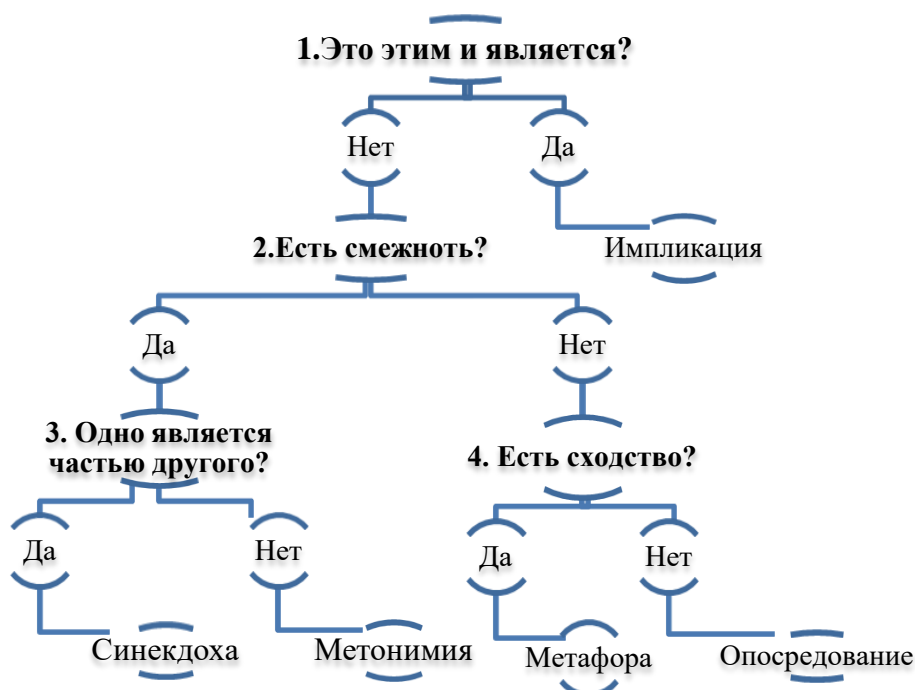 1.Это этим и является?
Нет
Да
2.Есть смежноть?
Импликация
Да
Нет
3. Одно является
частью другого?
4. Есть сходство?
Да
Нет
Да
Нет
Синекдоха
Метонимия
Метафора
Опосредование